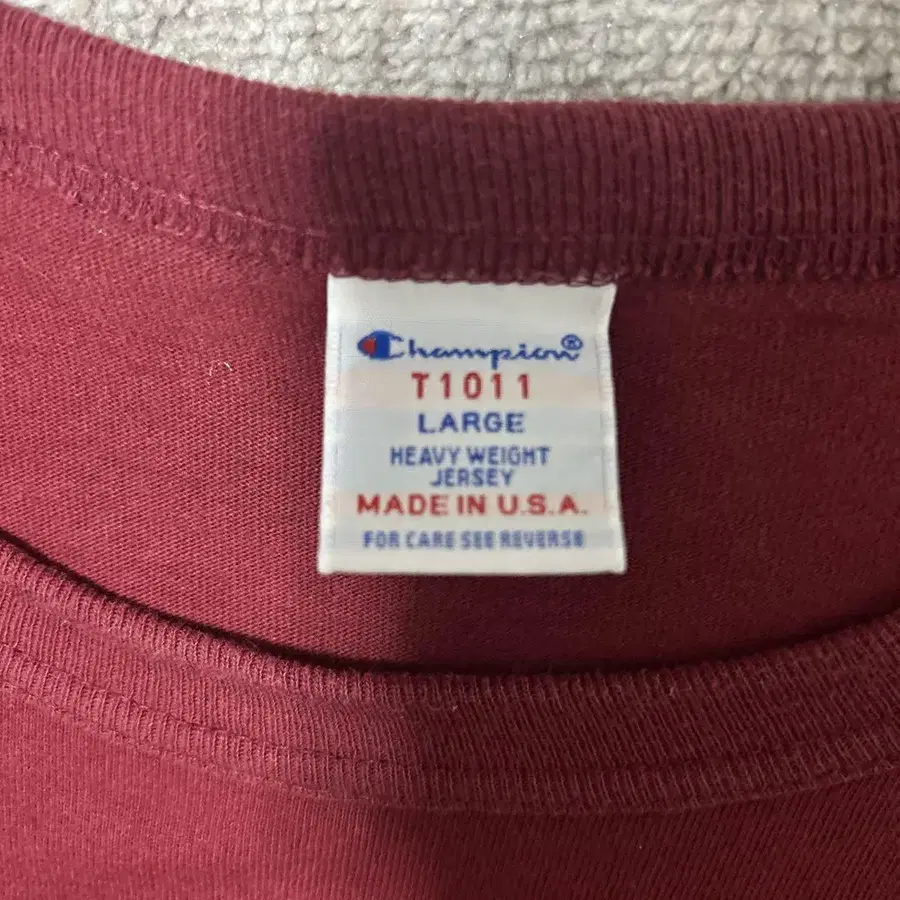 Champion®
T1011
LARGE
HEAVY WEIGHT
JERSEY
MADE IN U.S.A.
FOR CARE SEE REVERSE